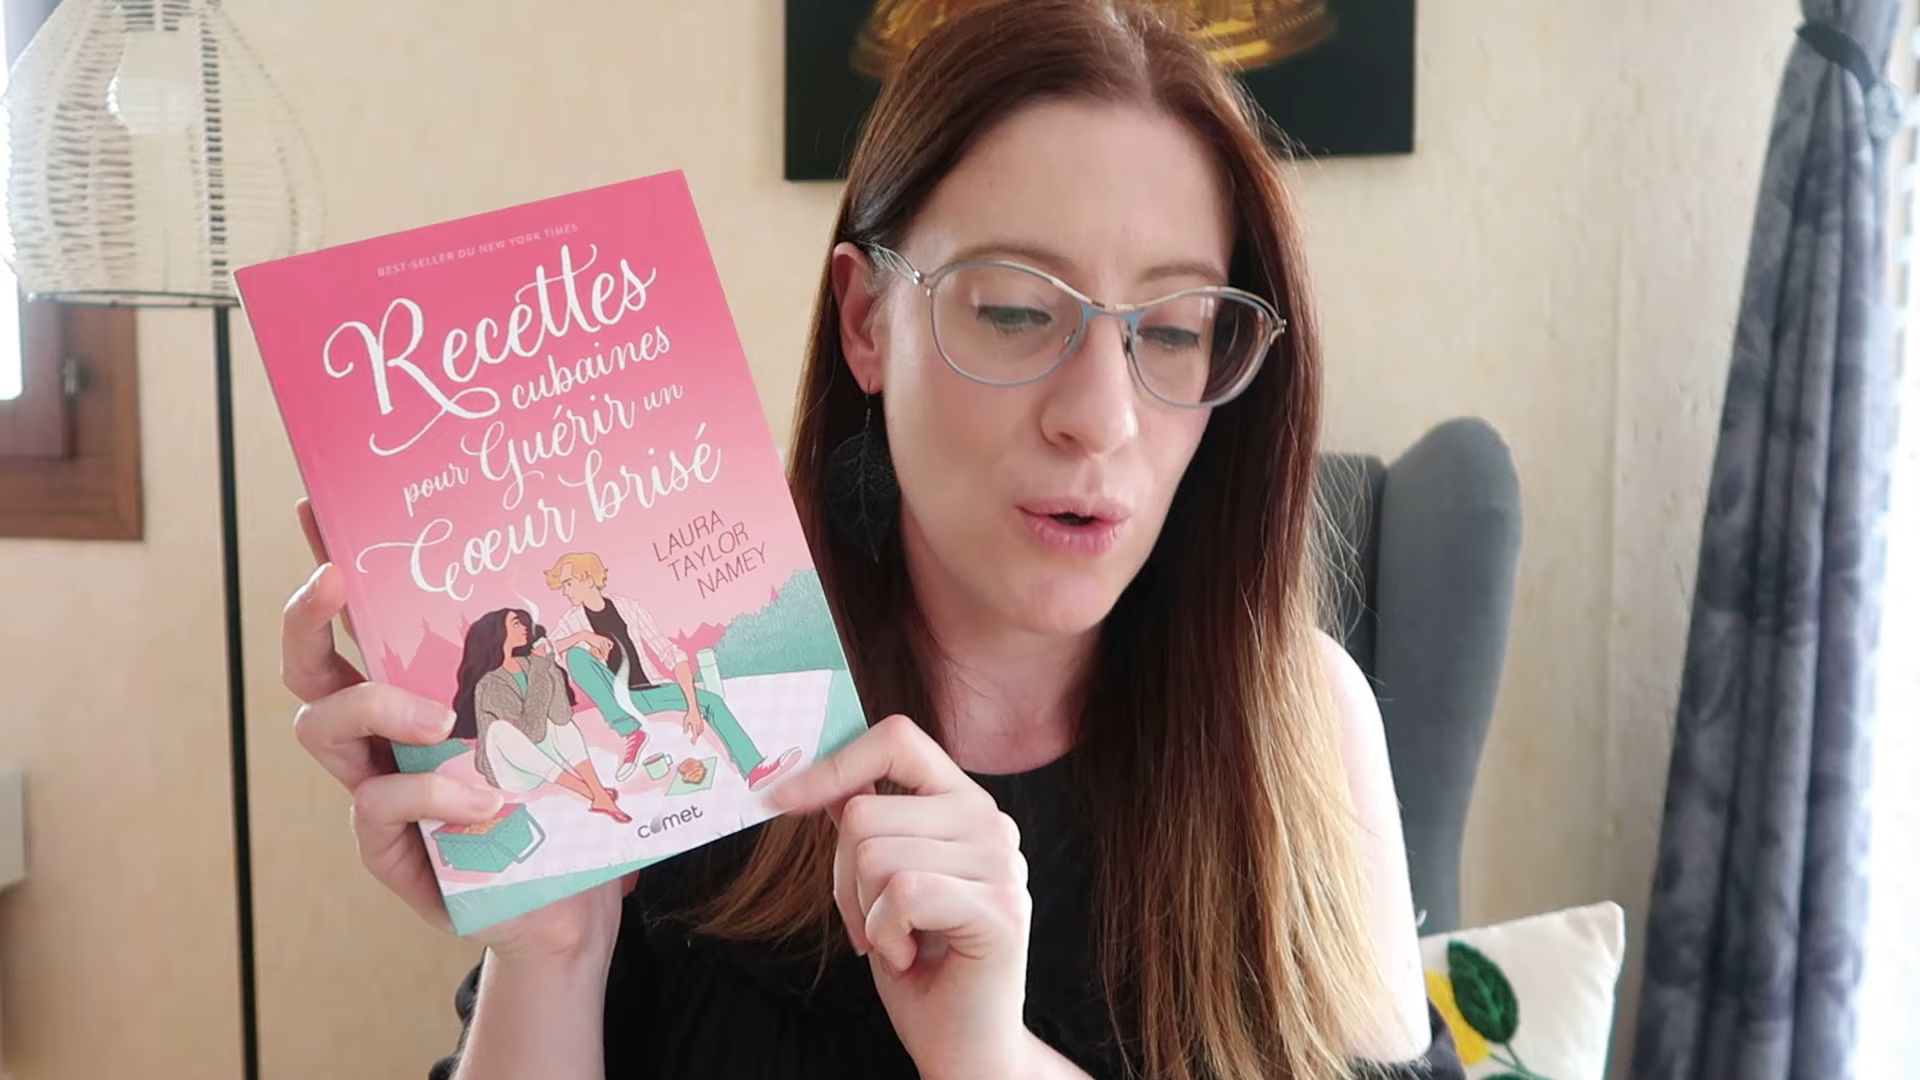 BEST-SELLER DU NEW YORK TIMES
Recettes
cubaines
pour Guérir un
Cœur brisé
LAURA
TAYLOR
NAMEY
comet